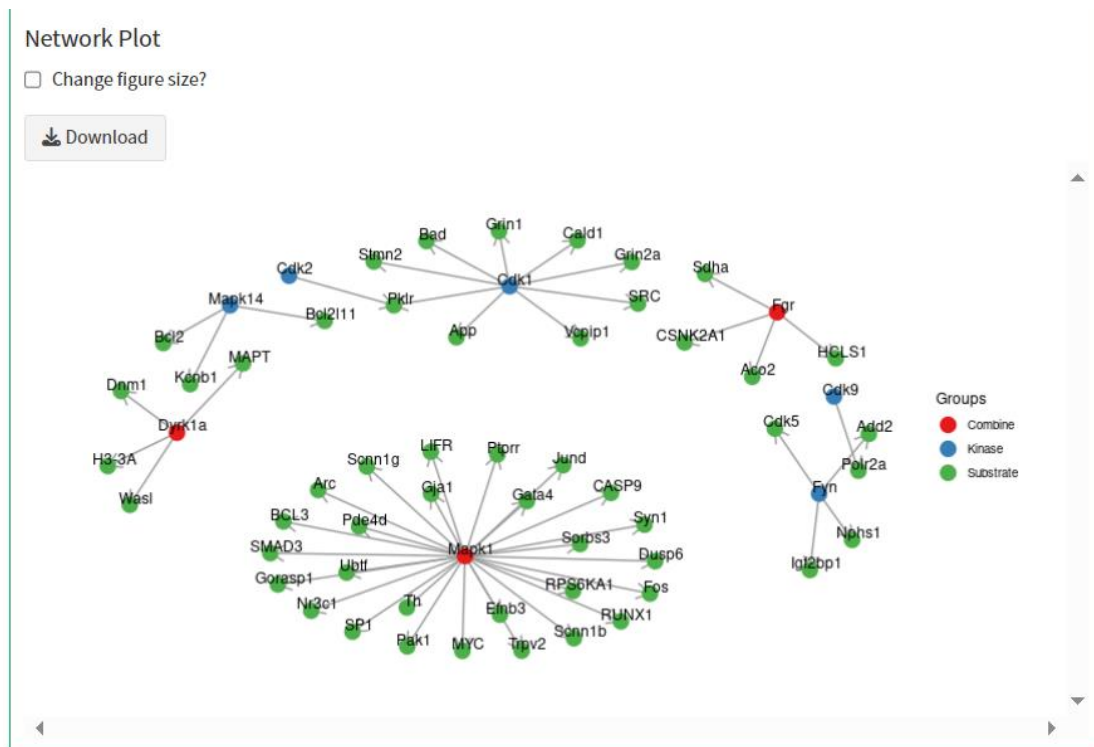 Network Plot
Change figure size?
Download
Grin1
Bad
Cald1
Stmn2
Grin2a
Sdha
Cdk2
Cdk1
Mapk14
Pklr
SRC
Fgr
Bcl2l11
App
Vcpip1
CSNK2A1
Bcl2
MAPT
HCLS1
Kcnb1
Aco2
Dnm1
Cdk9
Groups
Dyrk1a
Cdk5
Add2
Combine
LIFR
Ptprr
Kinase
H3-3A
Scnn1g
Jund
Polr2a
Substrate
Arc
Gja1
Gata4
CASP9
Fyn
Wasl
BCL3
Pde4d
Syn1
Nphs1
SMAD3
Mapk1
Sorbs3
Dusp6
Ubtf
Igf2bp1
Gorasp1
RPS6KA1
Fos
Nr3c1
Th
Efnb3
RUNX1
SP1
Pak1
MYC
Trpv2
Scnn1b